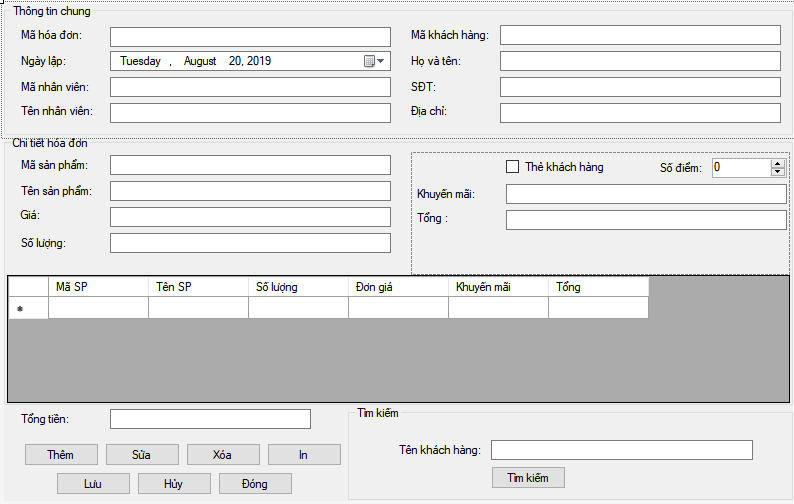 Thông tin chung
Mã hóa đơn:
Mã khách hàng:
Ngày lập: Tuesday , August 20, 2019
Họ và tên:
Mã nhân viên:
SĐT:
Tên nhân viên:
Địa chỉ:
Chi tiết hóa đơn
Mã sản phẩm:
Thẻ khách hàng Số điểm: 0
Tên sản phẩm:
Khuyến mãi:
Giá:
Tổng :
Số lượng:
Mã SP Tên SP Số lượng Đơn giá Khuyến mãi Tổng
Tổng tiền:
Tìm kiếm
Tên khách hàng:
Thêm Sửa Xóa In
Tìm kiếm
Lưu Hủy Đóng